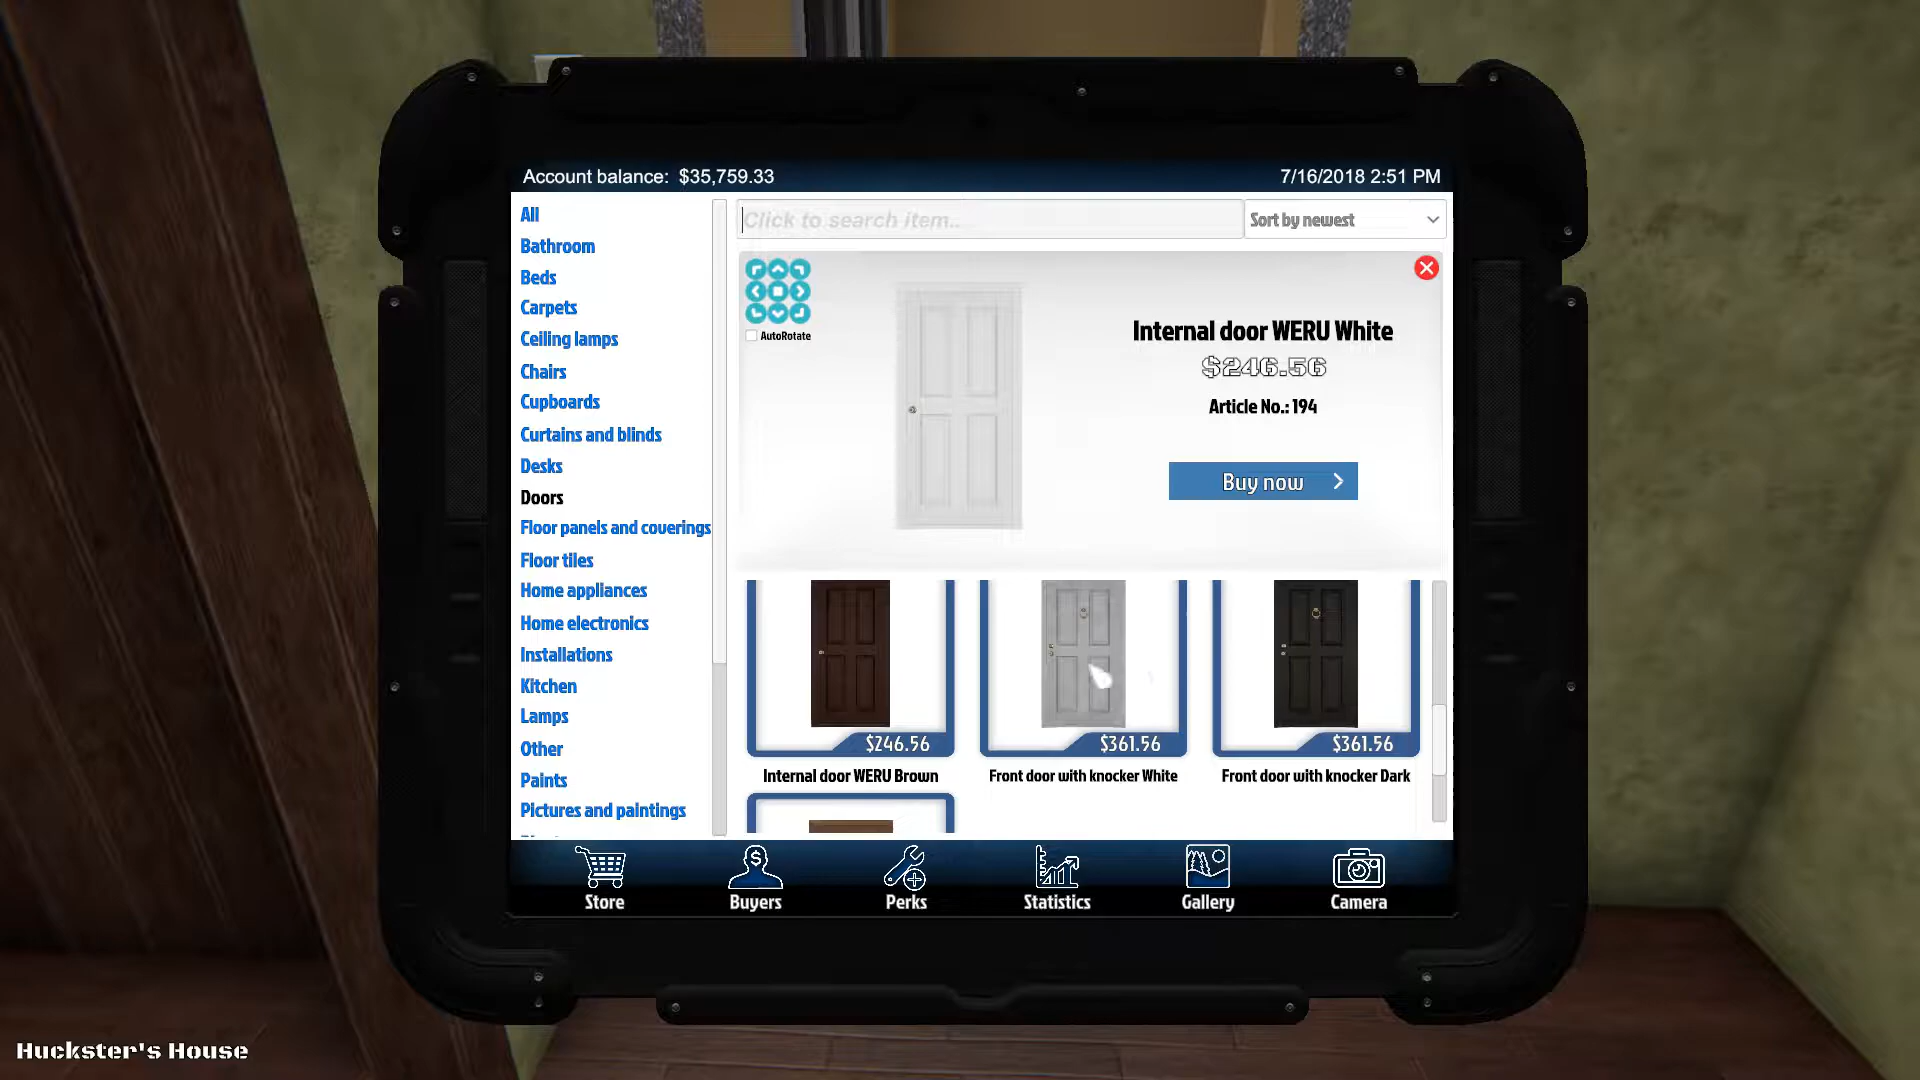 Account balance: $35,759.33
7/16/2018 2:51 PM
All
Bathroom
Beds
Carpets
Ceiling lamps
Chairs
Cupboards
Curtains and blinds
Desks
Doors
Floor panels and coverings
Floor tiles
Home appliances
Home electronics
Installations
Kitchen
Lamps
Other
Paints
Pictures and paintings
Click to search item..
Sort by newest
AutoRotate
Internal door WERU White
$246.56
Article No.: 194
Buy now
$246.56
Internal door WERU Brown
$361.56
Front door with knocker White
$361.56
Front door with knocker Dark
Store
Buyers
Perks
Statistics
Gallery
Camera
Huckster's House